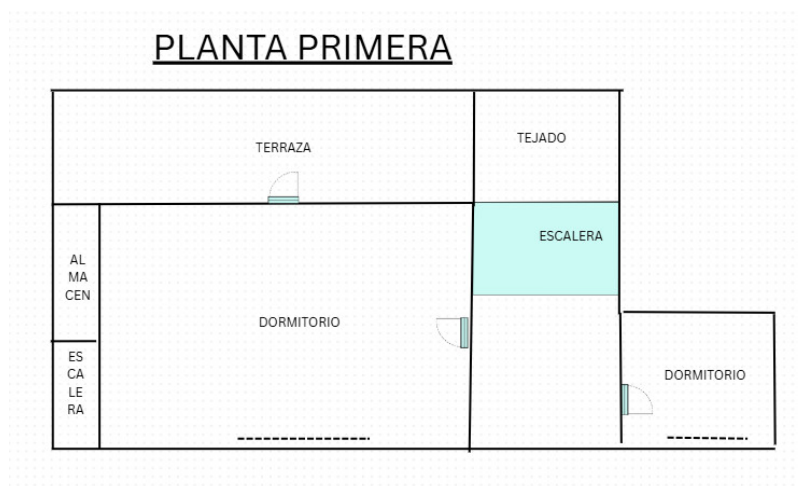 PLANTA PRIMERA
TERRAZA
TEJADO
ESCALERA
AL
MA
CEN
DORMITORIO
ES
CA
LE
RA
DORMITORIO